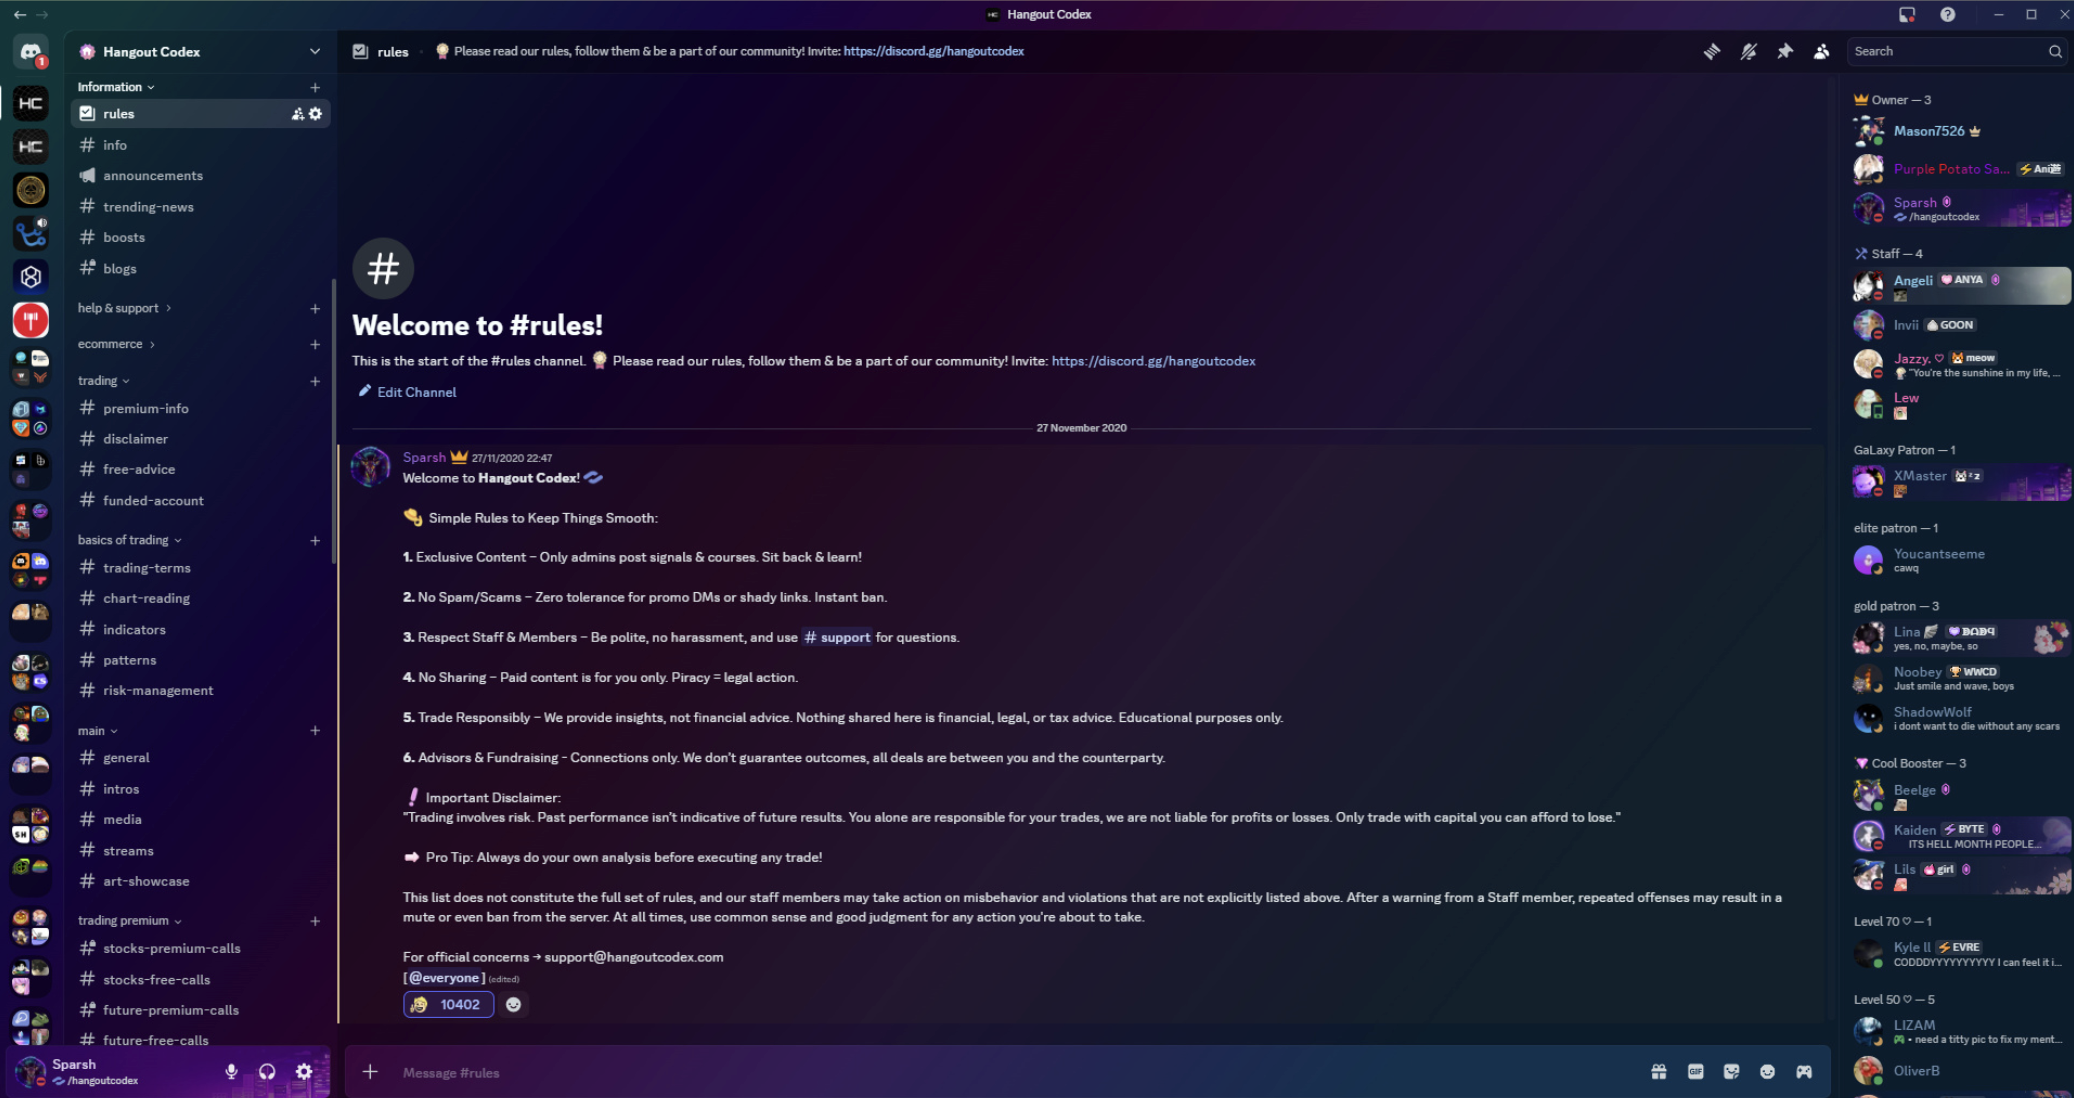 Hangout Codex
Hangout Codex
rules
Please read our rules, follow them & be a part of our community! Invite: https://discord.gg/hangoutcodex
Search
1
HC
HC
SH
Information
rules
info
announcements
trending-news
boosts
blogs
help & support
ecommerce
trading
premium-info
disclaimer
free-advice
funded-account
basics of trading
trading-terms
chart-reading
indicators
patterns
risk-management
main
general
intros
media
streams
art-showcase
trading premium
stocks-premium-calls
stocks-free-calls
future-premium-calls
future-free-calls
Sparsh
/hangoutcodex
Welcome to #rules!
This is the start of the #rules channel. Please read our rules, follow them & be a part of our community! Invite: https://discord.gg/hangoutcodex
Edit Channel
27 November 2020
Sparsh 27/11/2020 22:47
Welcome to Hangout Codex!
Simple Rules to Keep Things Smooth:
1. Exclusive Content – Only admins post signals & courses. Sit back & learn!
2. No Spam/Scams – Zero tolerance for promo DMs or shady links. Instant ban.
3. Respect Staff & Members – Be polite, no harassment, and use # support for questions.
4. No Sharing – Paid content is for you only. Piracy = legal action.
5. Trade Responsibly – We provide insights, not financial advice. Nothing shared here is financial, legal, or tax advice. Educational purposes only.
6. Advisors & Fundraising - Connections only. We don't guarantee outcomes, all deals are between you and the counterparty.
Important Disclaimer:
"Trading involves risk. Past performance isn't indicative of future results. You alone are responsible for your trades, we are not liable for profits or losses. Only trade with capital you can afford to lose."
Pro Tip: Always do your own analysis before executing any trade!
This list does not constitute the full set of rules, and our staff members may take action on misbehavior and violations that are not explicitly listed above. After a warning from a Staff member, repeated offenses may result in a
mute or even ban from the server. At all times, use common sense and good judgment for any action you're about to take.
For official concerns → support@hangoutcodex.com
[@everyone] (edited)
10402
Message #rules
GIF
Owner — 3
Mason7526
Purple Potato Sa...
Sparsh
/hangoutcodex
Staff — 4
Angeli ANYA
Invii GOON
Jazzy. ♡ meow
"You're the sunshine in my life, ...
Lew
GaLaxy Patron — 1
XMaster
elite patron — 1
Youcantseeme
cawq
gold patron — 3
Lina
yes, no, maybe, so
Noobey WWCD
Just smile and wave, boys
ShadowWolf
i dont want to die without any scars
Cool Booster — 3
Beelge
Kaiden BYTE
ITS HELL MONTH PEOPLE...
Lils girl
Level 70 ♡ — 1
Kyle ll EVRE
CODDDYYYYYYYYYY I can feel it i...
Level 50 ♡ — 5
LIZAM
• need a titty pic to fix my ment...
OliverB